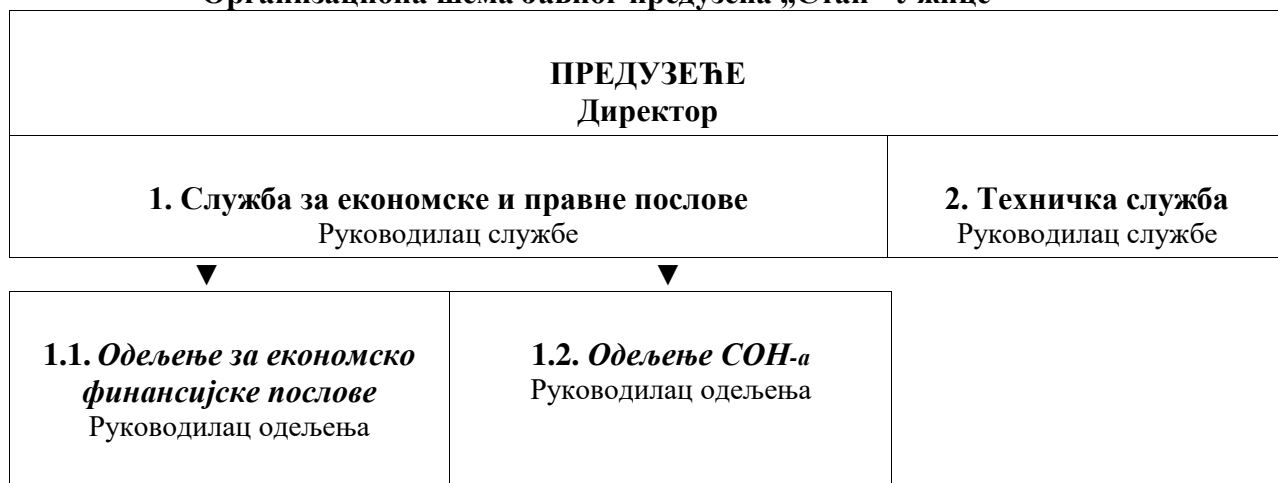 ПРЕДУЗЕЋЕ
Директор
1. Служба за економске и правне послове
Руководилац службе
2. Техничка служба
Руководилац службе
1.1. Одељење за економско
финансијске послове
Руководилац одељења
1.2. Одељење СОН-а
Руководилац одељења